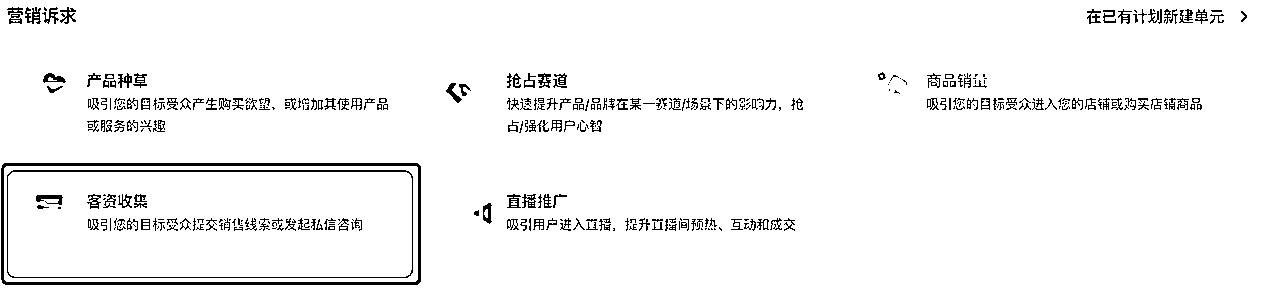 营销诉求
在已有计划新建单元 >
产品种草
吸引您的目标受众产生购买欲望、或增加其使用产品
或服务的兴趣
抢占赛道
快速提升产品/品牌在某一赛道/场景下的影响力，抢
占/强化用户心智
商品销量
吸引您的目标受众进入您的店铺或购买店铺商品
客资收集
吸引您的目标受众提交销售线索或发起私信咨询
直播推广
吸引用户进入直播，提升直播间预热、互动和成交